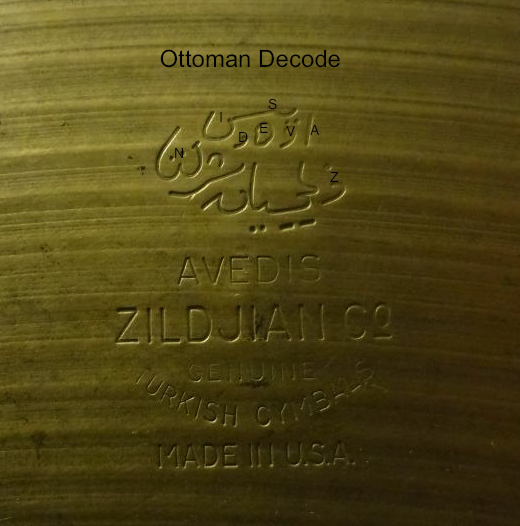 Ottoman Decode
S
I D E V A
N
Z
AVEDIS
ZILDJIAN Cº
GENUINE
TURKISH CYMBALS
MADE IN U.S.A.